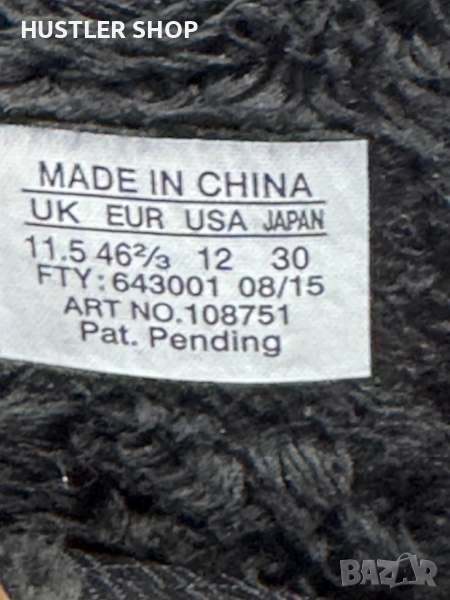 HUSTLER SHOP
MADE IN CHINA
UK EUR USA JAPAN
11.5 46⅔ 12 30
FTY: 643001 08/15
ART NO.108751
Pat. Pending
BAZAR